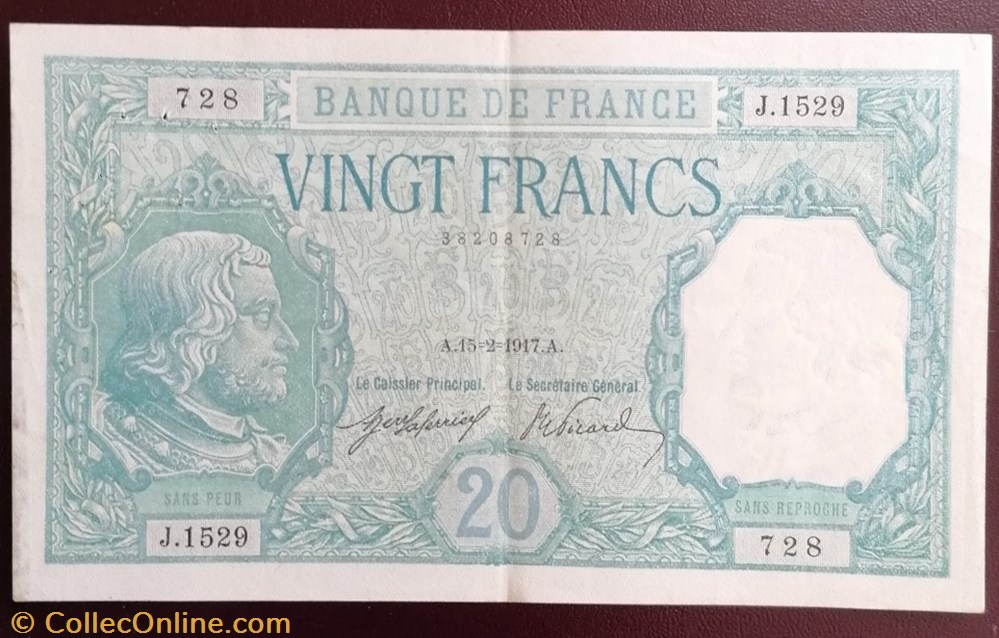 728
BANQUE DE FRANCE
J.1529
VINGT FRANCS
38208728
A.15=2=1917.A.
Le Caissier Principal.
Le Secrétaire Général
Picard
SANS PEUR
20
SANS REPROCHE
J.1529
728
© CollecOnline.com